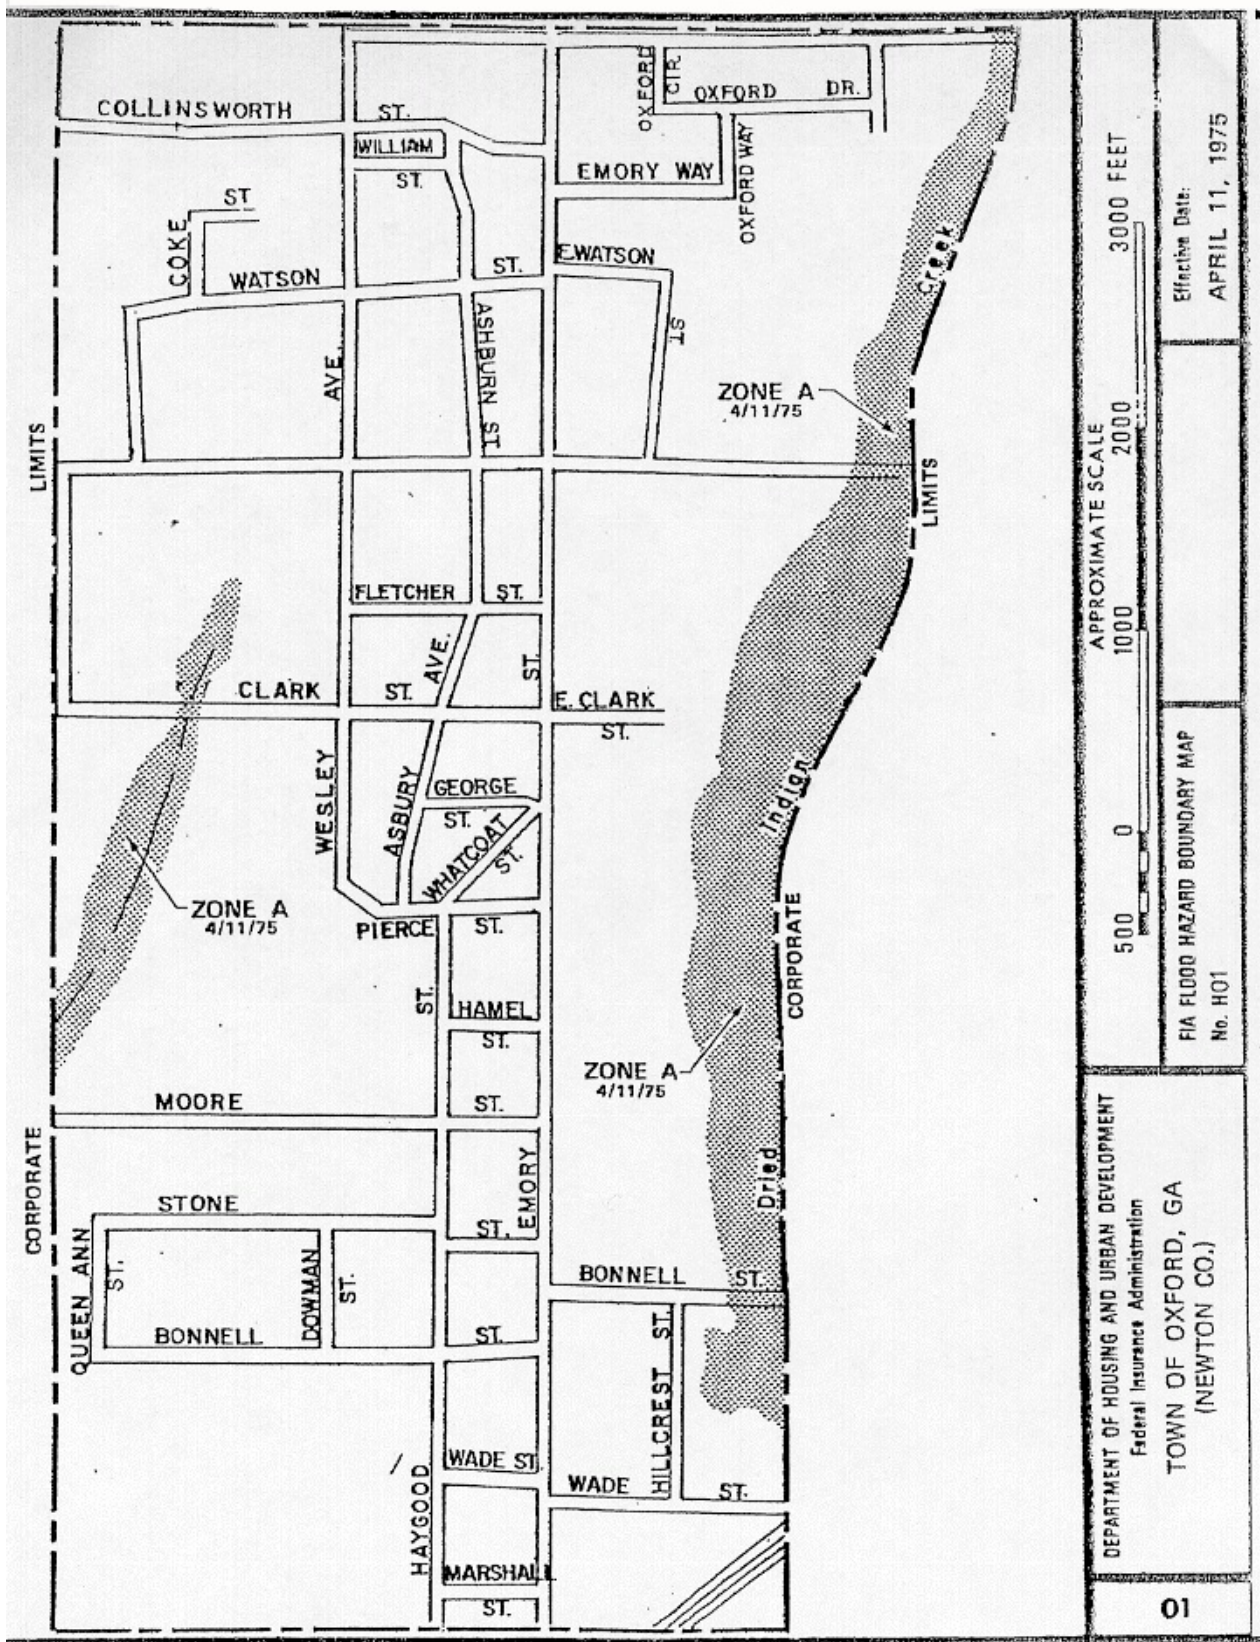 OXFORD
CIR.
OXFORD DR.
COLLINSWORTH ST.
WILLIAM
ST.
EMORY WAY
OXFORD WAY
ST
COKE
E.WATSON
WATSON ST.
ST
Creek
ASHBURN ST.
AVE.
ZONE A
4/11/75
LIMITS
LIMITS
FLETCHER ST.
AVE.
ST.
CLARK ST.
E. CLARK
ST.
WESLEY
ASBURY
GEORGE
ST.
WHATCOAT
ST.
Indian
ZONE A
4/11/75
PIERCE ST.
CORPORATE
ST.
HAMEL
ST.
ZONE A
4/11/75
MOORE ST.
CORPORATE
EMORY
Dried
STONE
ST.
QUEEN ANN
ST.
DOWMAN
ST.
BONNELL ST.
BONNELL
ST.
HILLCREST ST.
WADE ST.
WADE ST.
HAYGOOD
MARSHALL
ST.
APPROXIMATE SCALE
500 0 1000 2000 3000 FEET
Effective Date:
APRIL 11, 1975
FIA FLOOD HAZARD BOUNDARY MAP
No. H01
DEPARTMENT OF HOUSING AND URBAN DEVELOPMENT
Federal Insurance Administration
TOWN OF OXFORD, GA
(NEWTON CO.)
01